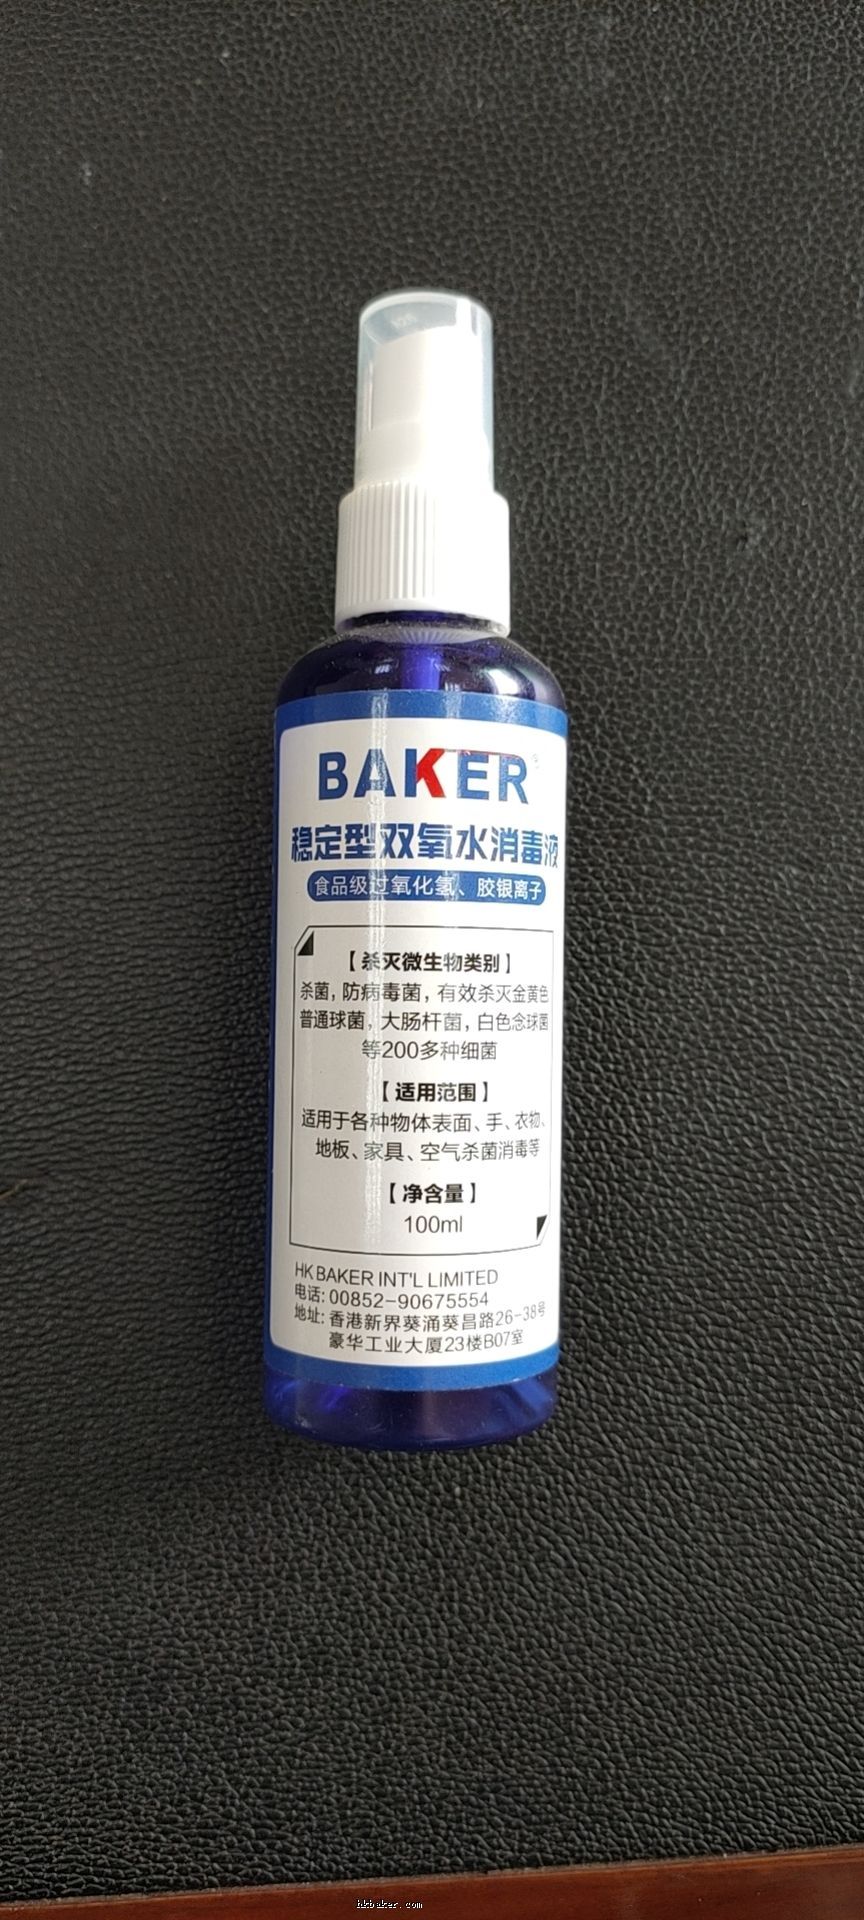 BAKER®
稳定型双氧水消毒液
食品级过氧化氢、胶银离子
【杀灭微生物类别】
杀菌，防病毒菌，有效杀灭金黄色
普通球菌，大肠杆菌，白色念球菌
等200多种细菌
【适用范围】
适用于各种物体表面、手、衣物、
地板、家具、空气杀菌消毒等
【净含量】
100ml
HK BAKER INT'L LIMITED
电话：00852-90675554
地址：香港新界葵涌葵昌路26-38号
豪华工业大厦23楼B07室
hkbaker.com